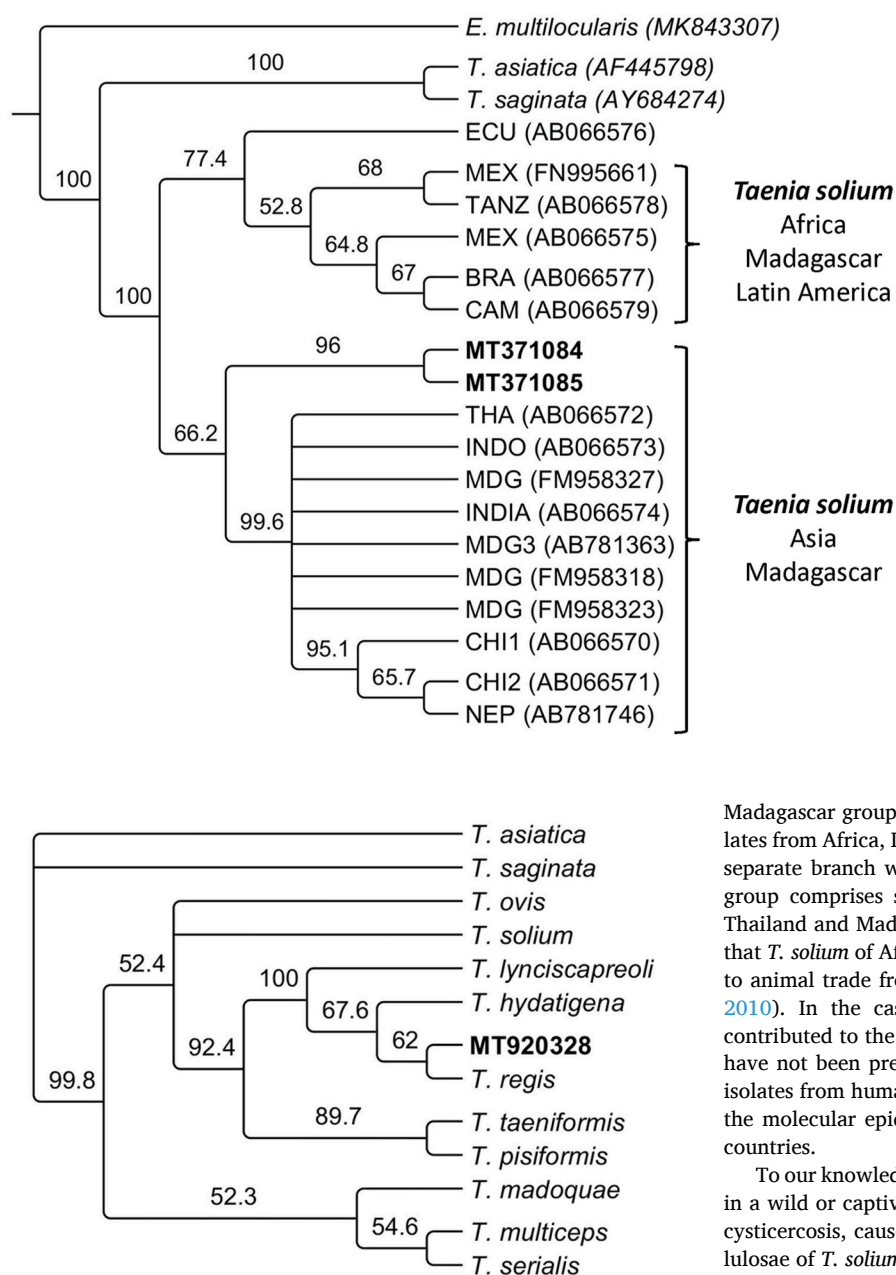 E. multilocularis (MK843307)
100
T. asiatica (AF445798)
T. saginata (AY684274)
ECU (AB066576)
77.4
68
MEX (FN995661)
100
TANZ (AB066578)
52.8
MEX (AB066575)
64.8
BRA (AB066577)
67
CAM (AB066579)
100
Taenia solium
Africa
Madagascar
Latin America
96
MT371084
MT371085
THA (AB066572)
66.2
INDO (AB066573)
MDG (FM958327)
INDIA (AB066574)
99.6
MDG3 (AB781363)
MDG (FM958318)
MDG (FM958323)
CHI1 (AB066570)
95.1
CHI2 (AB066571)
65.7
NEP (AB781746)
Taenia solium
Asia
Madagascar
T. asiatica
T. saginata
T. ovis
T. solium
52.4
T. lynciscapreoli
100
T. hydatigena
67.6
MT920328
62
92.4
T. regis
99.8
T. taeniformis
89.7
T. pisiformis
T. madoquae
52.3
T. multiceps
54.6
T. serialis
Madagascar group
lates from Africa, I
separate branch w
group comprises s
Thailand and Mad
that T. solium of Af
to animal trade fro
2010). In the cas
contributed to the
have not been pre
isolates from huma
the molecular epid
countries.
To our knowled
in a wild or captiv
cysticercosis, caus
lulosae of T. solium